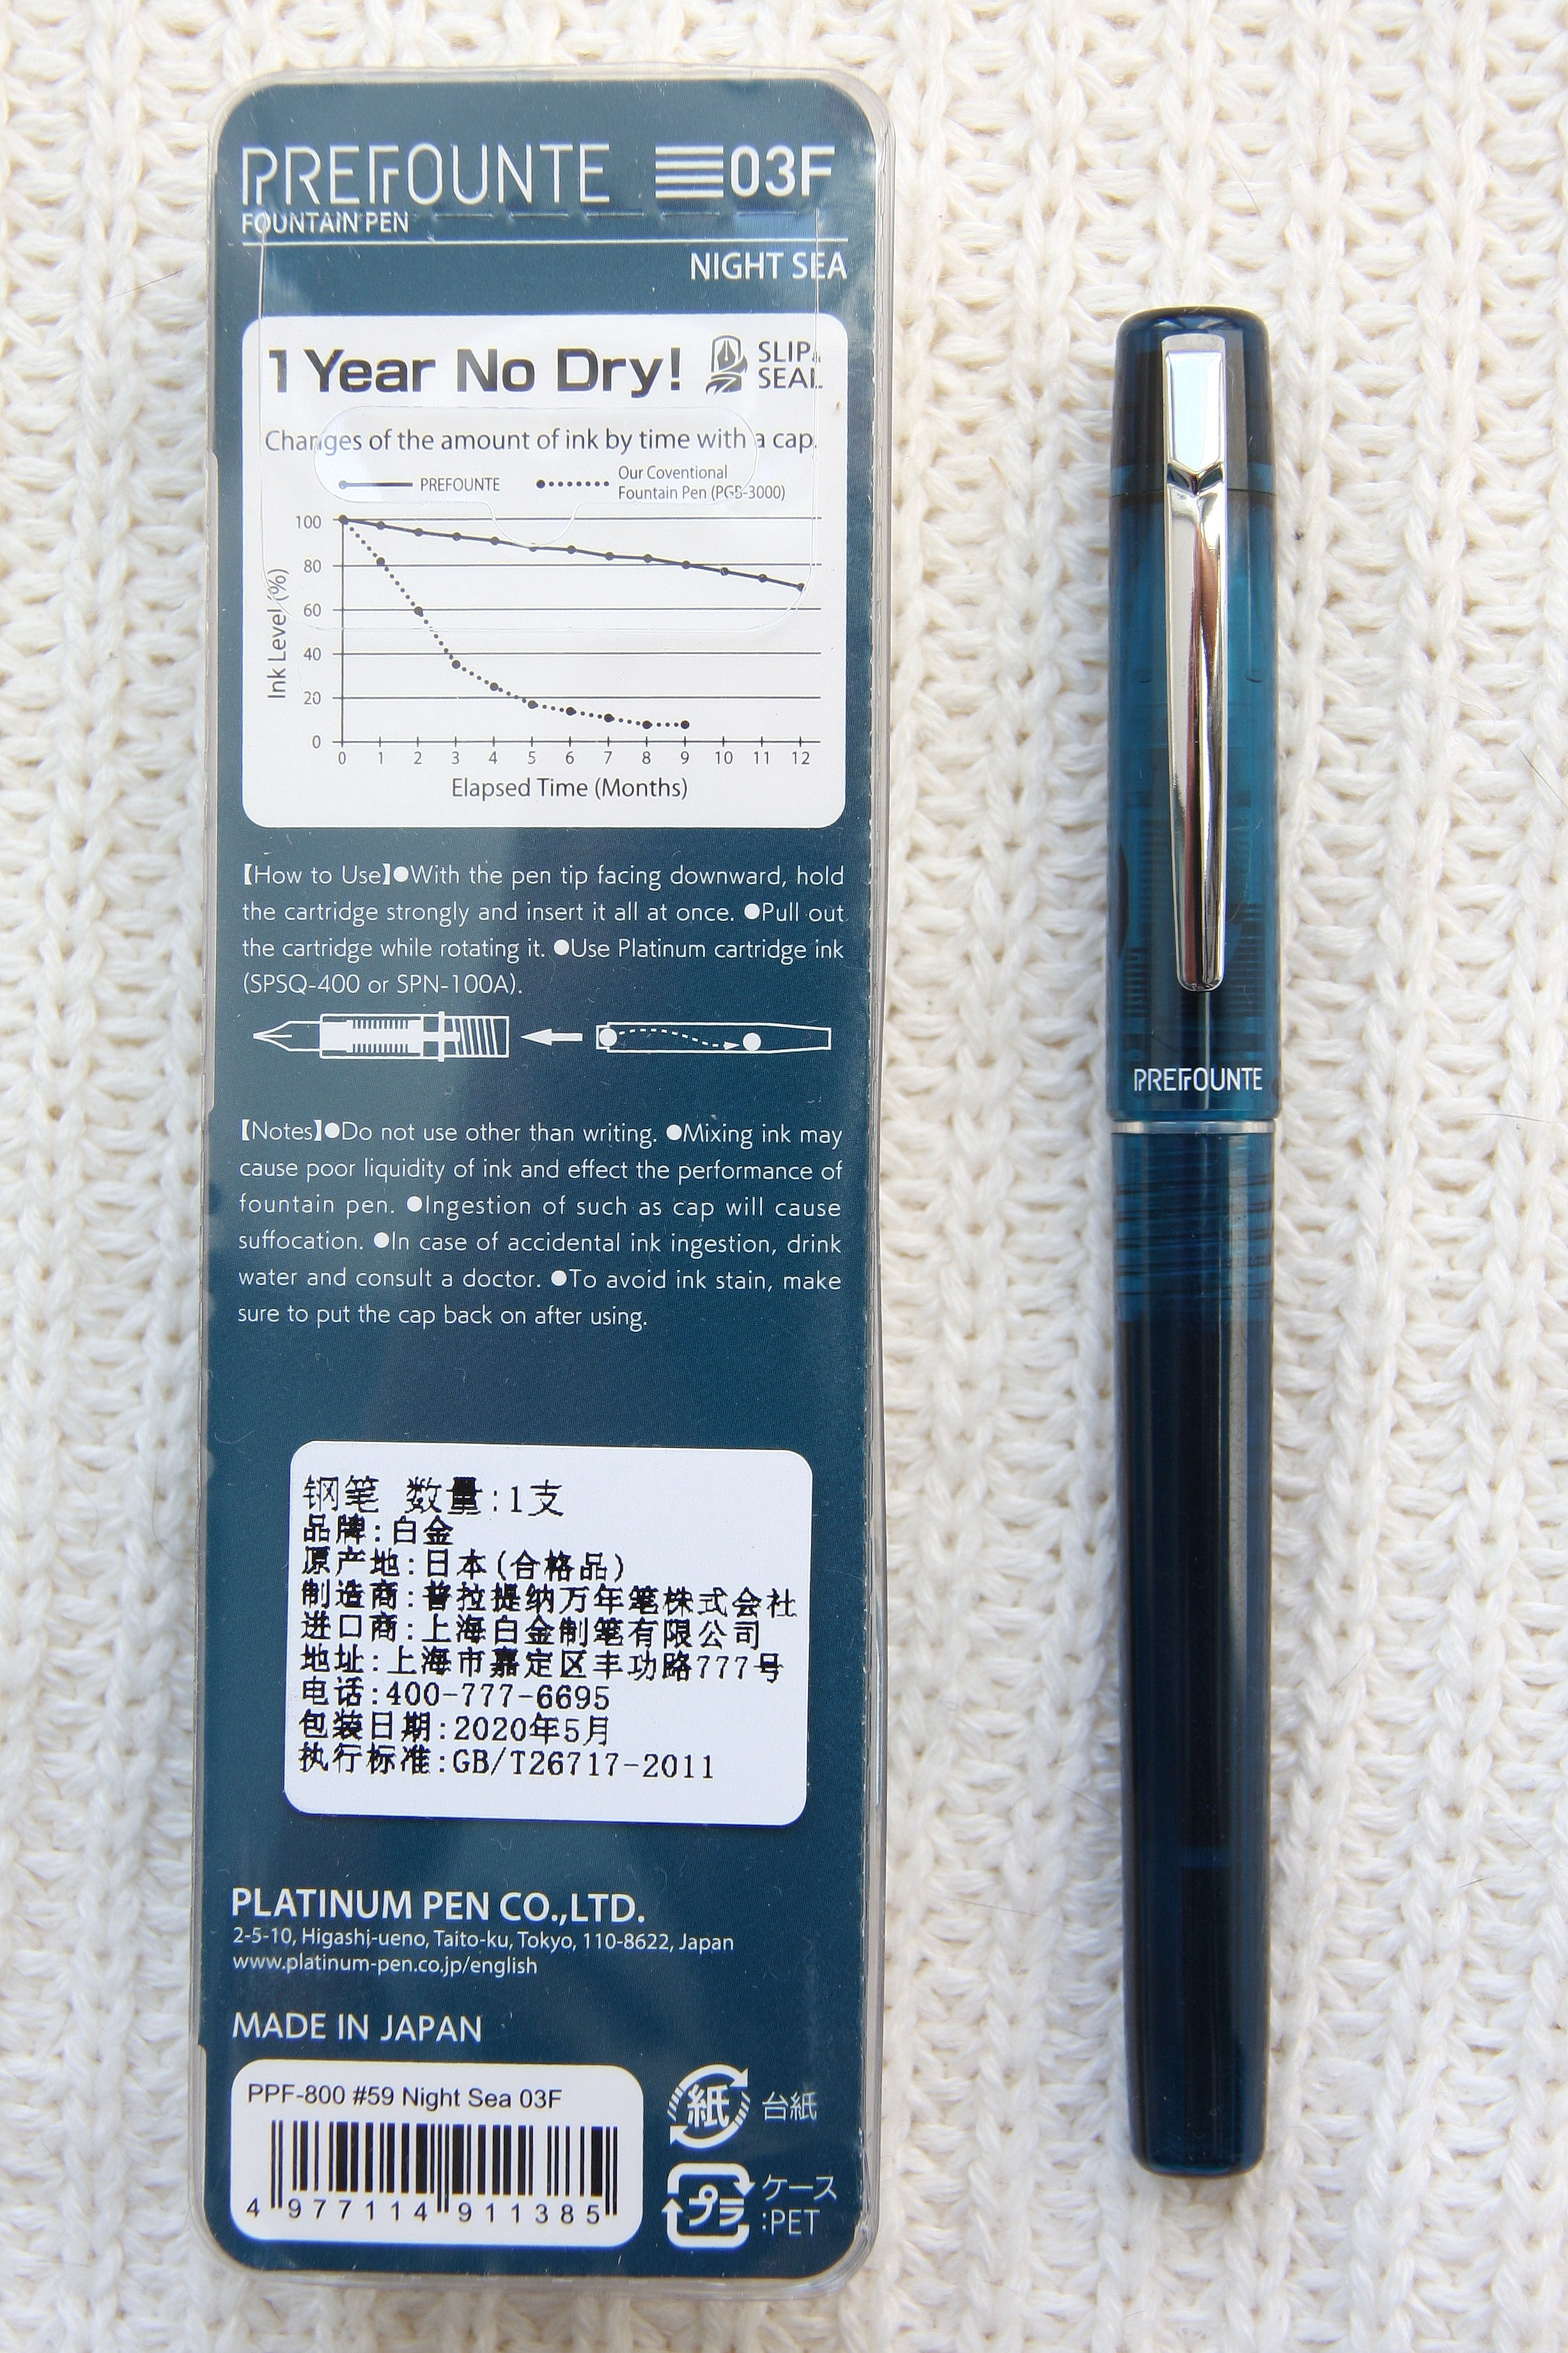 PREFOUNTE 03F
FOUNTAIN PEN
NIGHT SEA
1 Year No Dry! SLIP&
SEAL
Changes of the amount of ink by time with a cap.
PREFOUNTE
Our Coventional
Fountain Pen (PGB-3000)
Ink Level (%)
100
80
60
40
20
0
0 1 2 3 4 5 6 7 8 9 10 11 12
Elapsed Time (Months)
【How to Use】●With the pen tip facing downward, hold
the cartridge strongly and insert it all at once. ●Pull out
the cartridge while rotating it. ●Use Platinum cartridge ink
(SPSQ-400 or SPN-100A).
【Notes】●Do not use other than writing. ●Mixing ink may
cause poor liquidity of ink and effect the performance of
fountain pen. ●Ingestion of such as cap will cause
suffocation. ●In case of accidental ink ingestion, drink
water and consult a doctor. ●To avoid ink stain, make
sure to put the cap back on after using.
钢笔 数量:1支
品牌:白金
原产地:日本(合格品)
制造商:普拉提纳万年笔株式会社
进口商:上海白金制笔有限公司
地址:上海市嘉定区丰功路777号
电话:400-777-6695
包装日期:2020年5月
执行标准:GB/T26717-2011
PLATINUM PEN CO.,LTD.
2-5-10, Higashi-ueno, Taito-ku, Tokyo, 110-8622, Japan
www.platinum-pen.co.jp/english
MADE IN JAPAN
PPF-800 #59 Night Sea 03F
4 977114 911385
紙 台紙
プラ ケース
:PET
PREFOUNTE